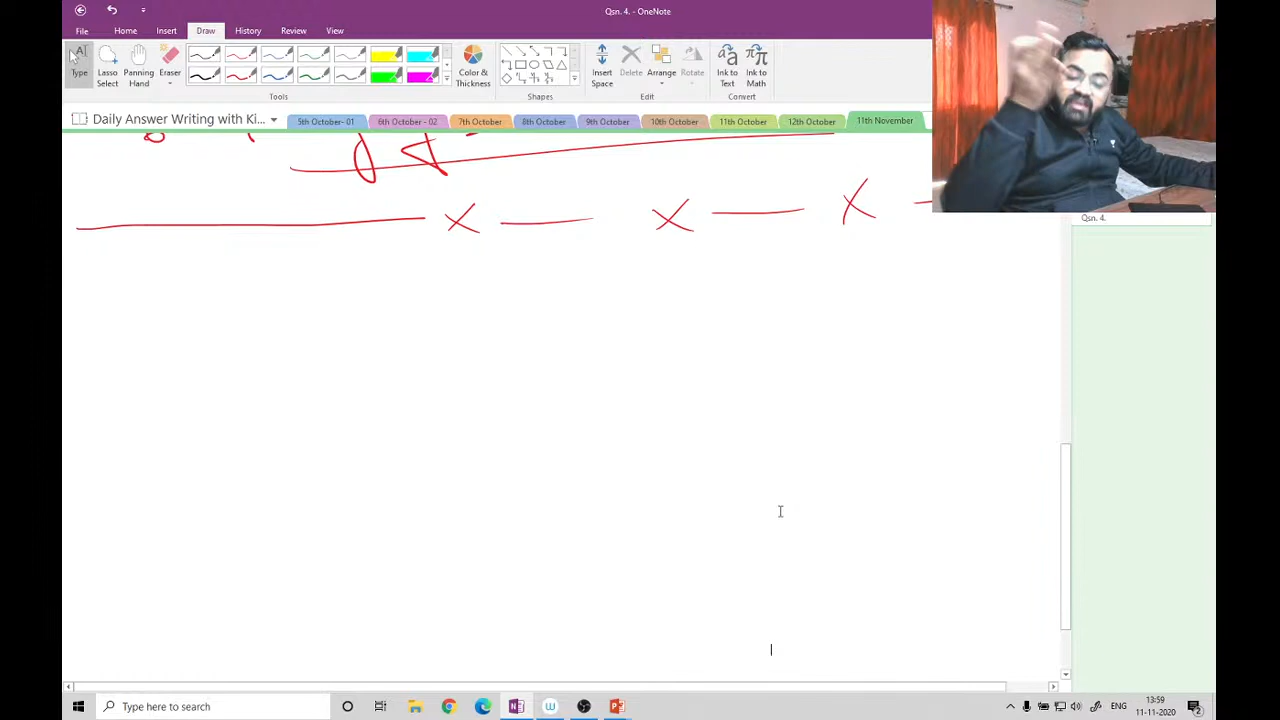 Qsn. 4. - OneNote
File Home Insert Draw History Review View
Type Lasso Select Panning Hand Eraser Color & Thickness Insert Space Delete Arrange Rotate Ink to Text Ink to Math
Tools Shapes Edit Convert
Daily Answer Writing with Ki... 5th October- 01 6th October - 02 7th October 8th October 9th October 10th October 11th October 12th October 11th November
x x x
Qsn. 4.
Type here to search
ENG 13:59
11-11-2020
2